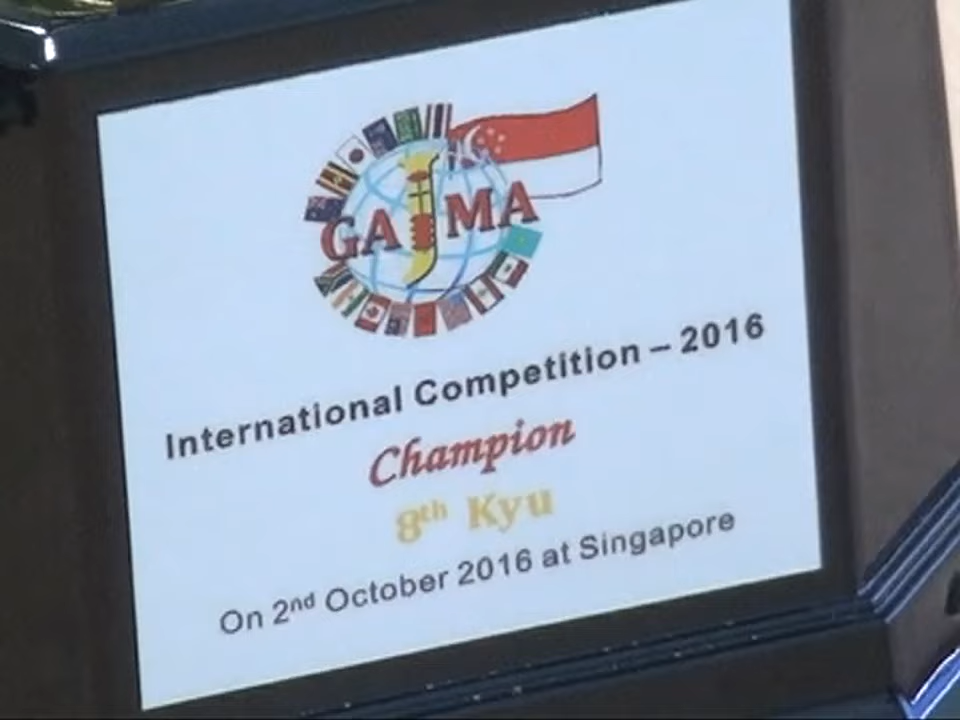 GAJMA
International Competition – 2016
Champion
8th Kyu
On 2nd October 2016 at Singapore